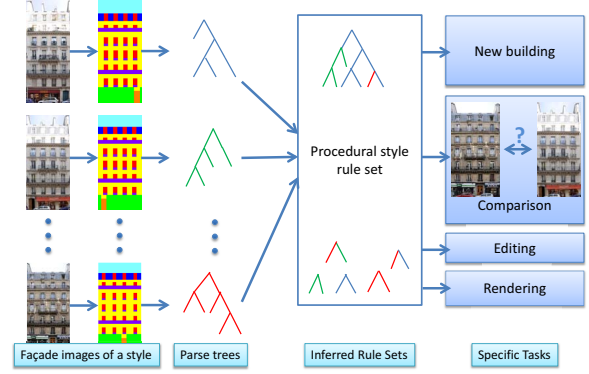 New building
Procedural style
rule set
?
Comparison
Editing
Rendering
Façade images of a style
Parse trees
Inferred Rule Sets
Specific Tasks